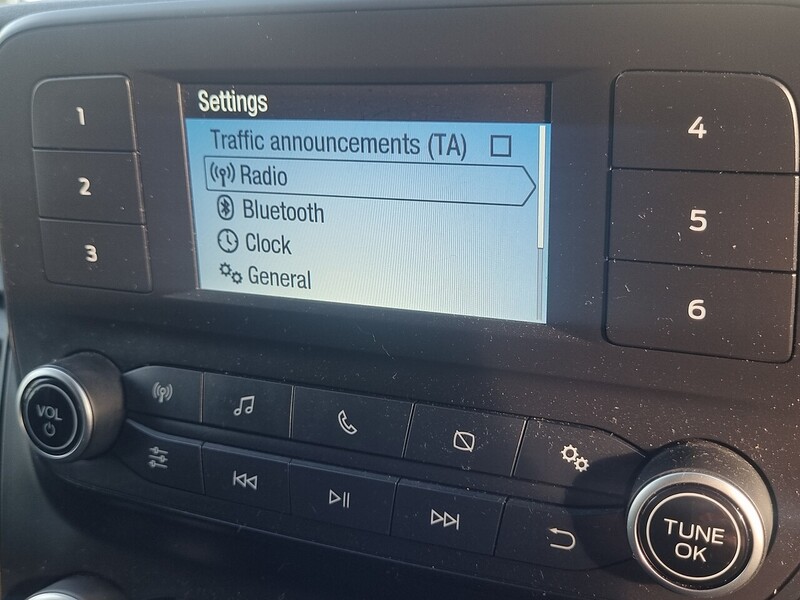 Settings
Traffic announcements (TA)
Radio
Bluetooth
Clock
General
1
2
3
4
5
6
VOL
TUNE
OK